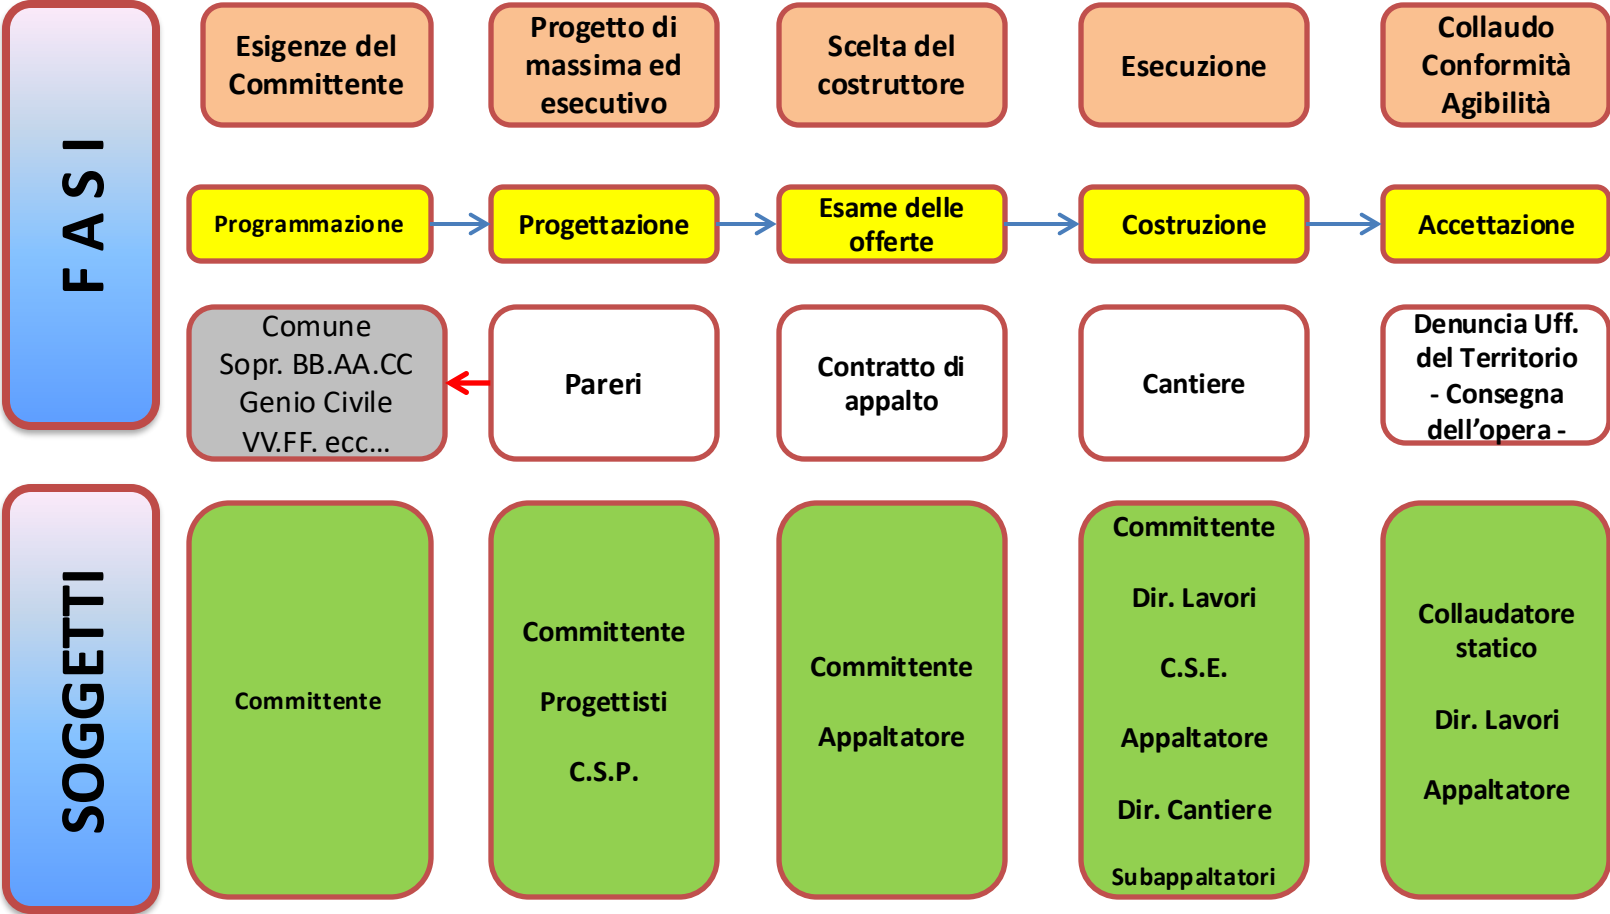 FASI
Esigenze del
Committente
Progetto di
massima ed
esecutivo
Scelta del
costruttore
Esecuzione
Collaudo
Conformità
Agibilità
Programmazione
Progettazione
Esame delle
offerte
Costruzione
Accettazione
Comune
Sopr. BB.AA.CC
Genio Civile
VV.FF. ecc...
Pareri
Contratto di
appalto
Cantiere
Denuncia Uff.
del Territorio
- Consegna
dell’opera -
SOGGETTI
Committente
Committente
Progettisti
C.S.P.
Committente
Appaltatore
Committente
Dir. Lavori
C.S.E.
Appaltatore
Dir. Cantiere
Subappaltatori
Collaudatore
statico
Dir. Lavori
Appaltatore